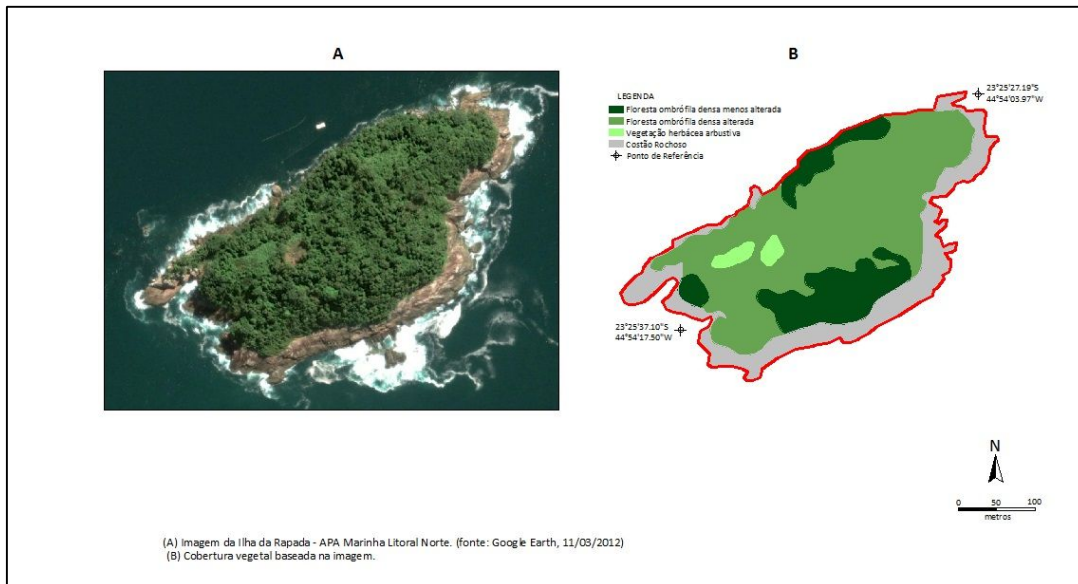 A
B
LEGENDA
Floresta ombrófila densa menos alterada
Floresta ombrófila densa alterada
Vegetação herbácea arbustiva
Costão Rochoso
Ponto de Referência
23°25'27.19"S
44°54'03.97"W
23°25'37.10"S
44°54'17.50"W
N
0 50 100
metros
(A) Imagem da Ilha da Rapada - APA Marinha Litoral Norte. (fonte: Google Earth, 11/03/2012)
(B) Cobertura vegetal baseada na imagem.